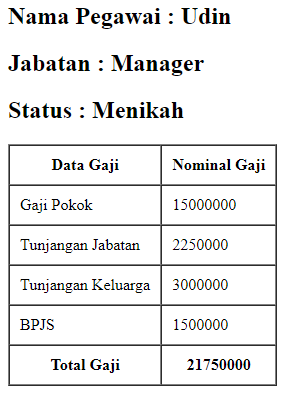 Nama Pegawai : Udin
Jabatan : Manager
Status : Menikah
Data Gaji Nominal Gaji
Gaji Pokok 15000000
Tunjangan Jabatan 2250000
Tunjangan Keluarga 3000000
BPJS 1500000
Total Gaji 21750000